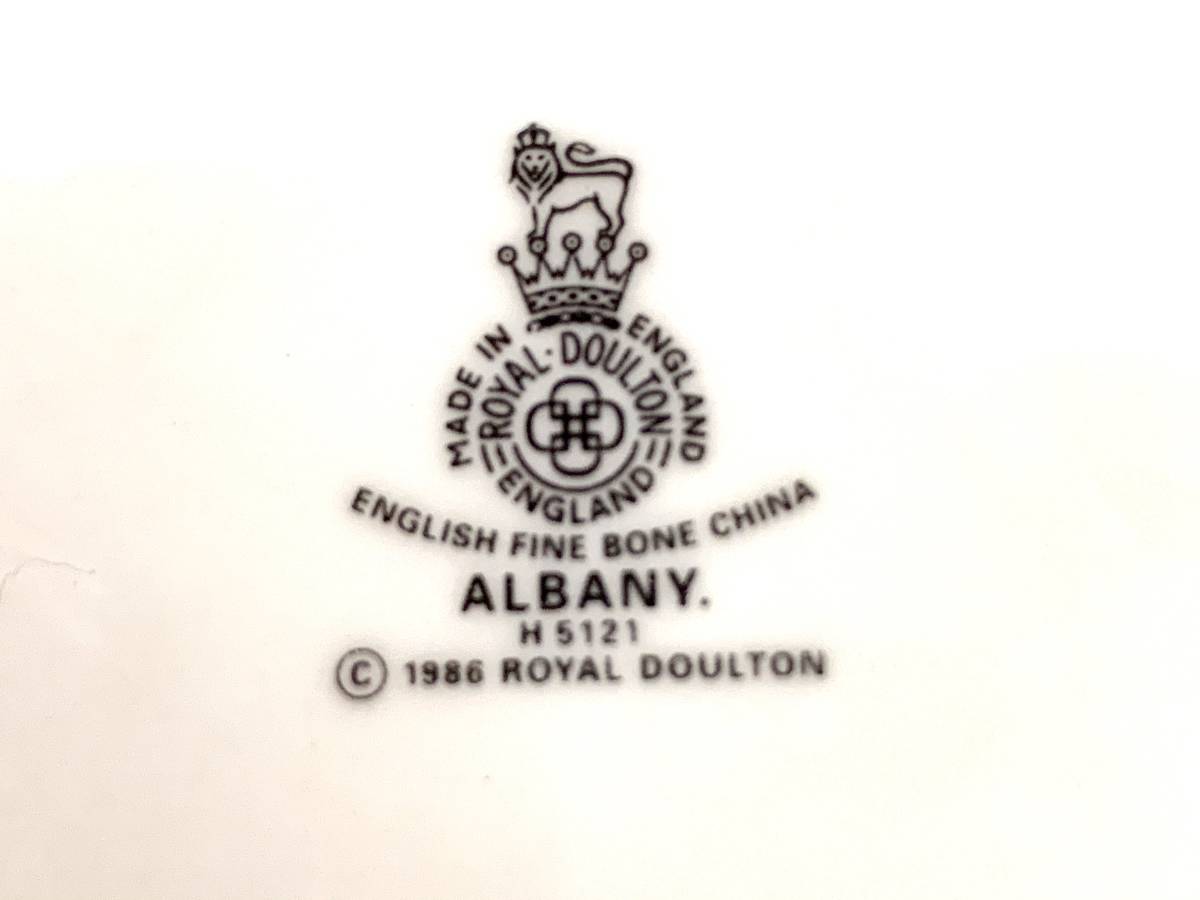 MADE IN ENGLAND
ROYAL·DOULTON
ENGLAND
ENGLISH FINE BONE CHINA
ALBANY.
H 5121
© 1986 ROYAL DOULTON